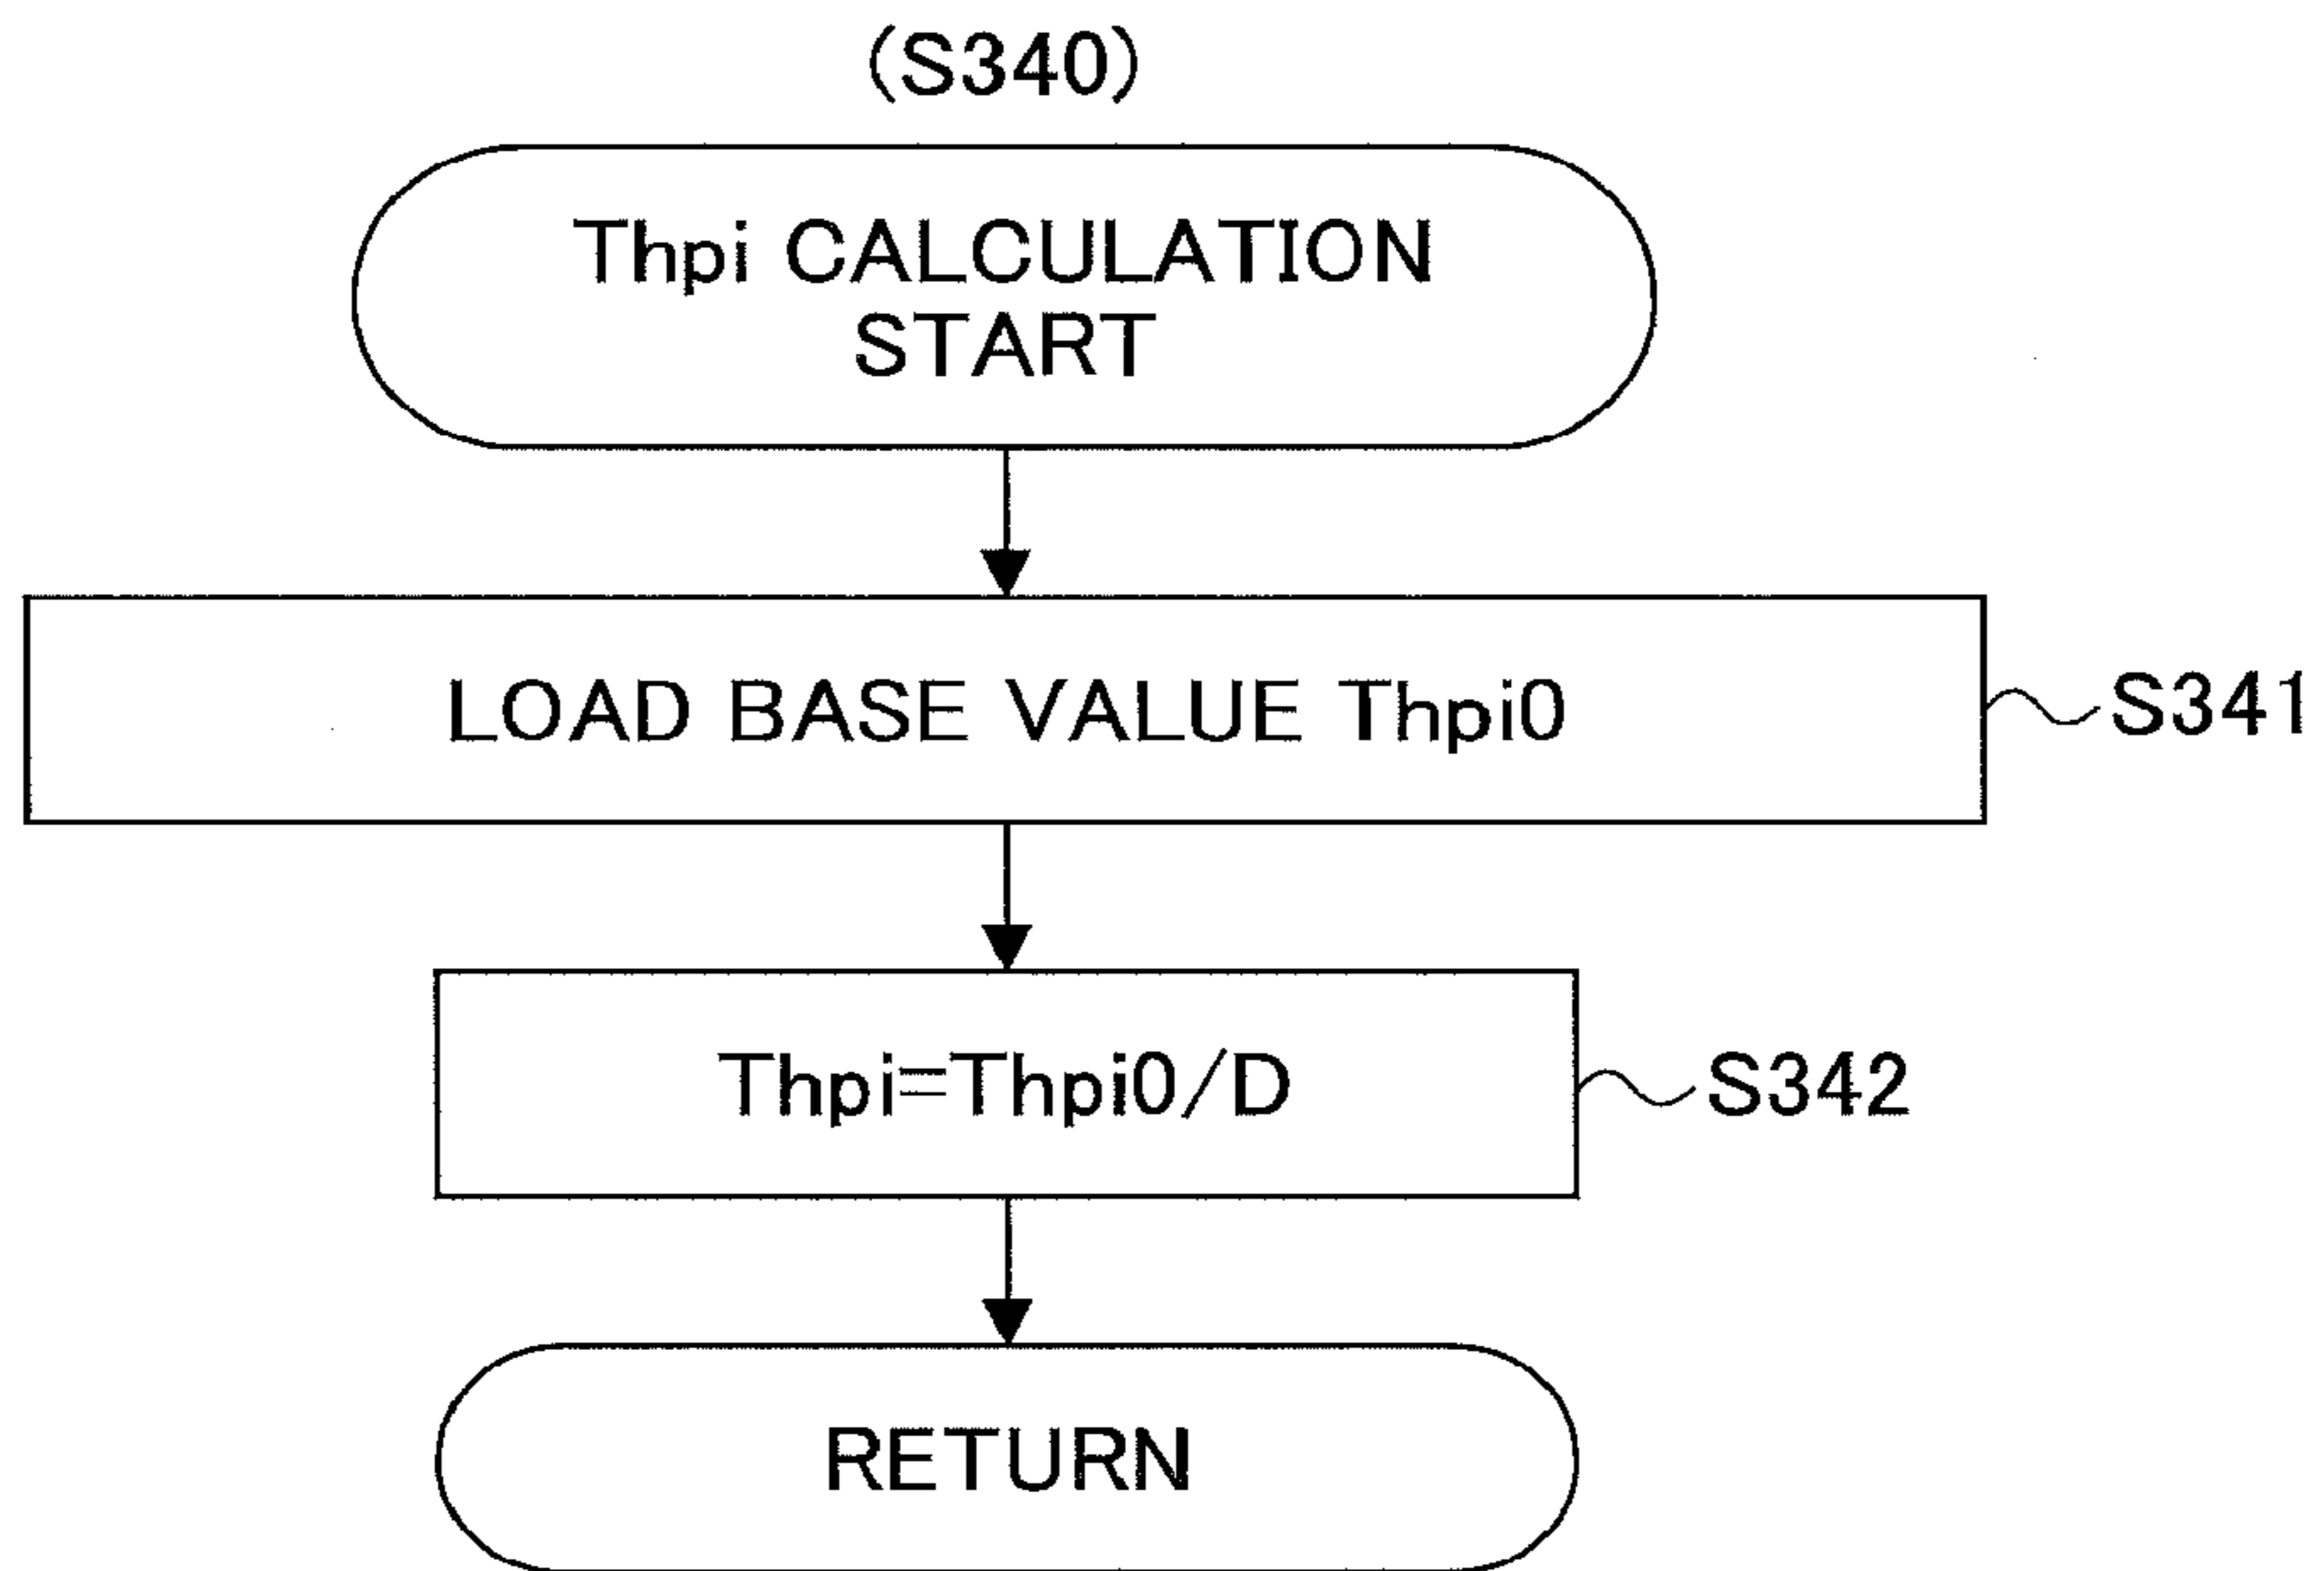 (S340)
Thpi CALCULATION
START
LOAD BASE VALUE Thpi0
S341
Thpi=Thpi0/D
S342
RETURN